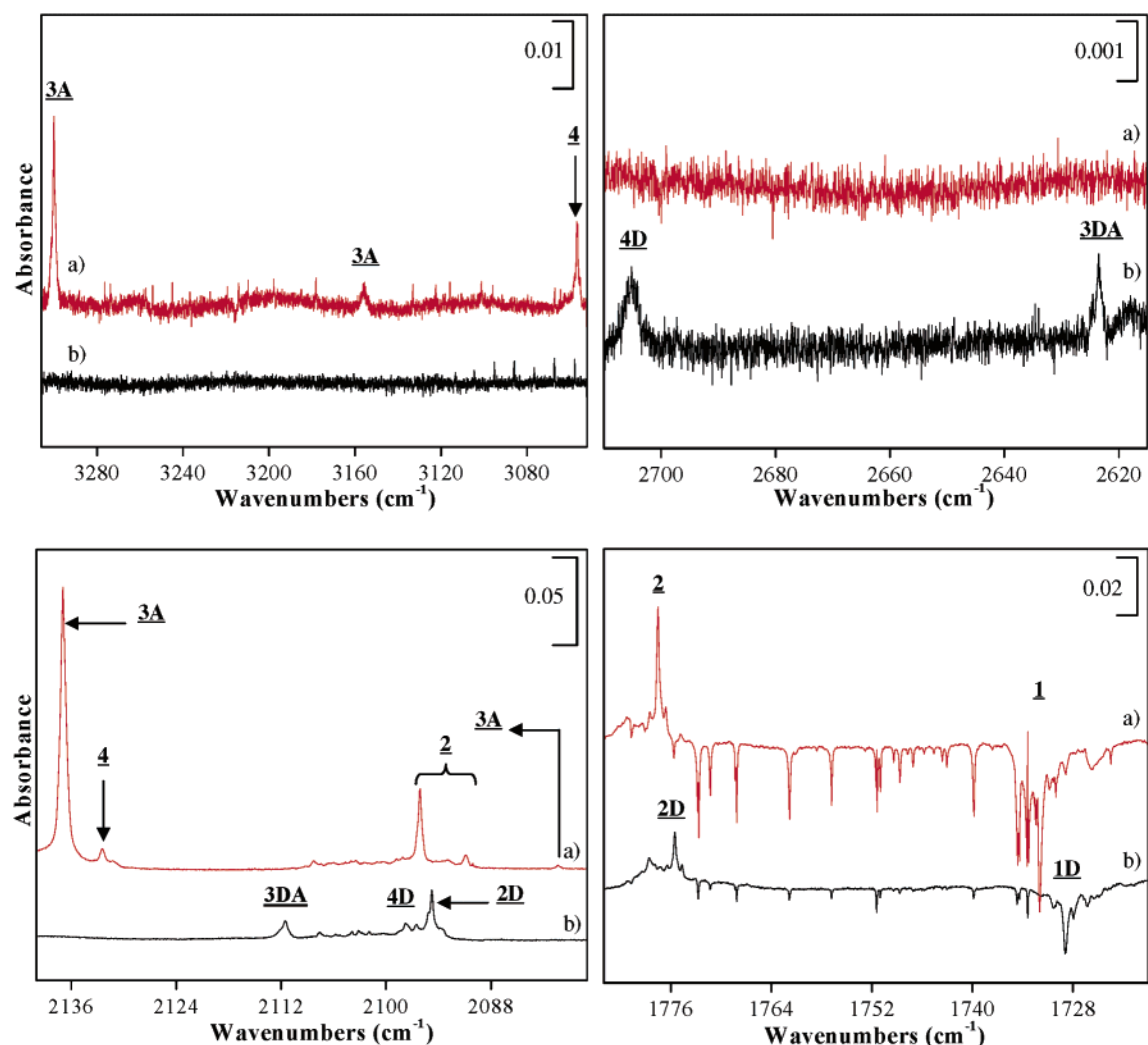 0.01
3A
4
3A
a)
b)
Absorbance
3280 3240 3200 3160 3120 3080
Wavenumbers (cm-1)
0.001
a)
4D
3DA
b)
2700 2680 2660 2640 2620
Wavenumbers (cm-1)
0.05
3A
4
3A
2
a)
3DA
4D
2D
b)
Absorbance
2136 2124 2112 2100 2088
Wavenumbers (cm-1)
0.02
2
1
a)
2D
1D
b)
1776 1764 1752 1740 1728
Wavenumbers (cm-1)